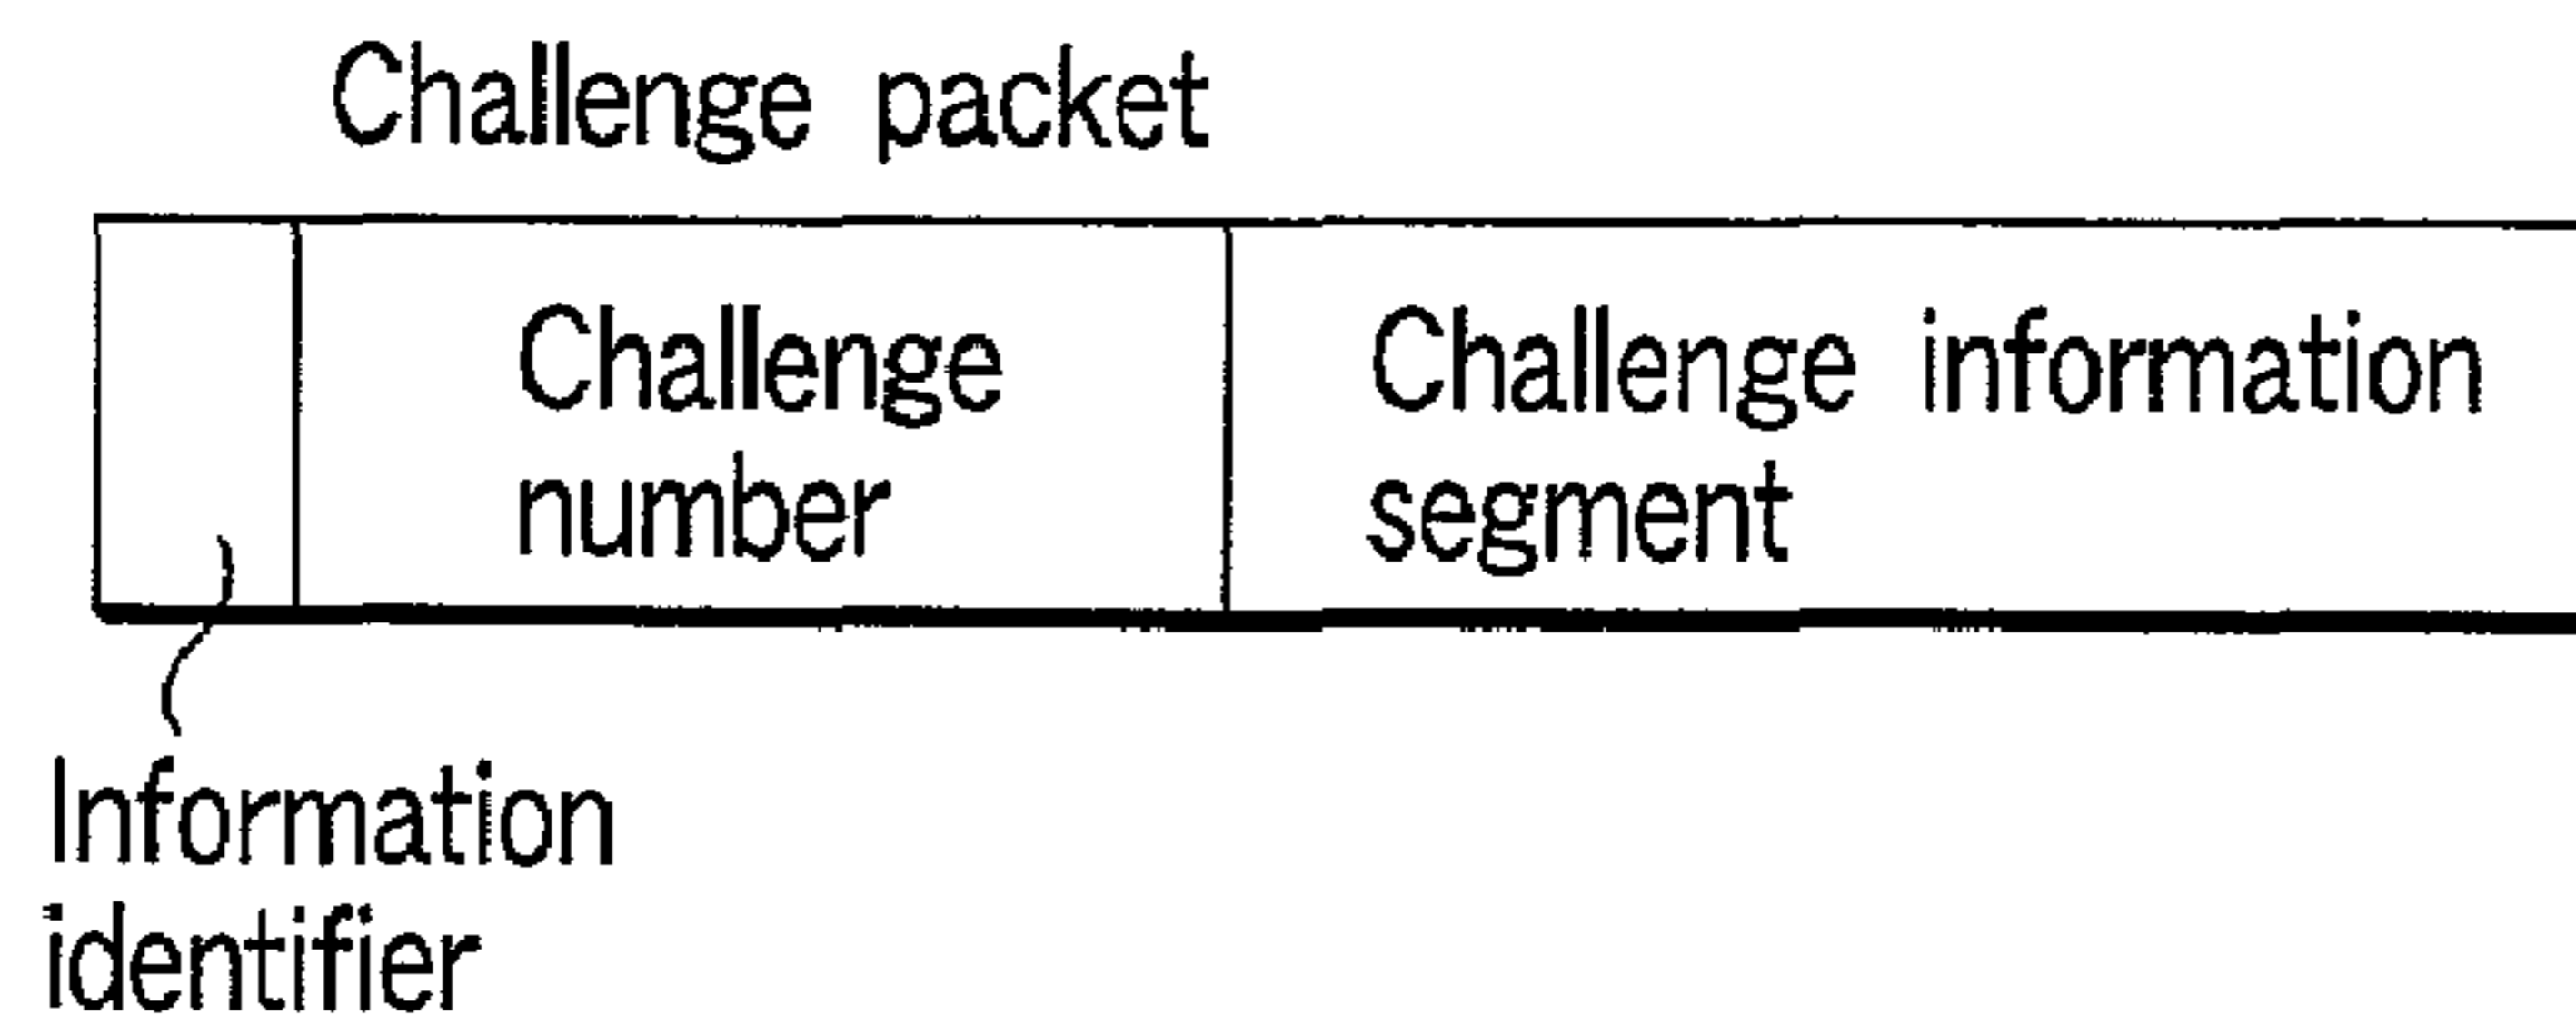 Challenge packet
Challenge
number
Challenge information
segment
Information
identifier